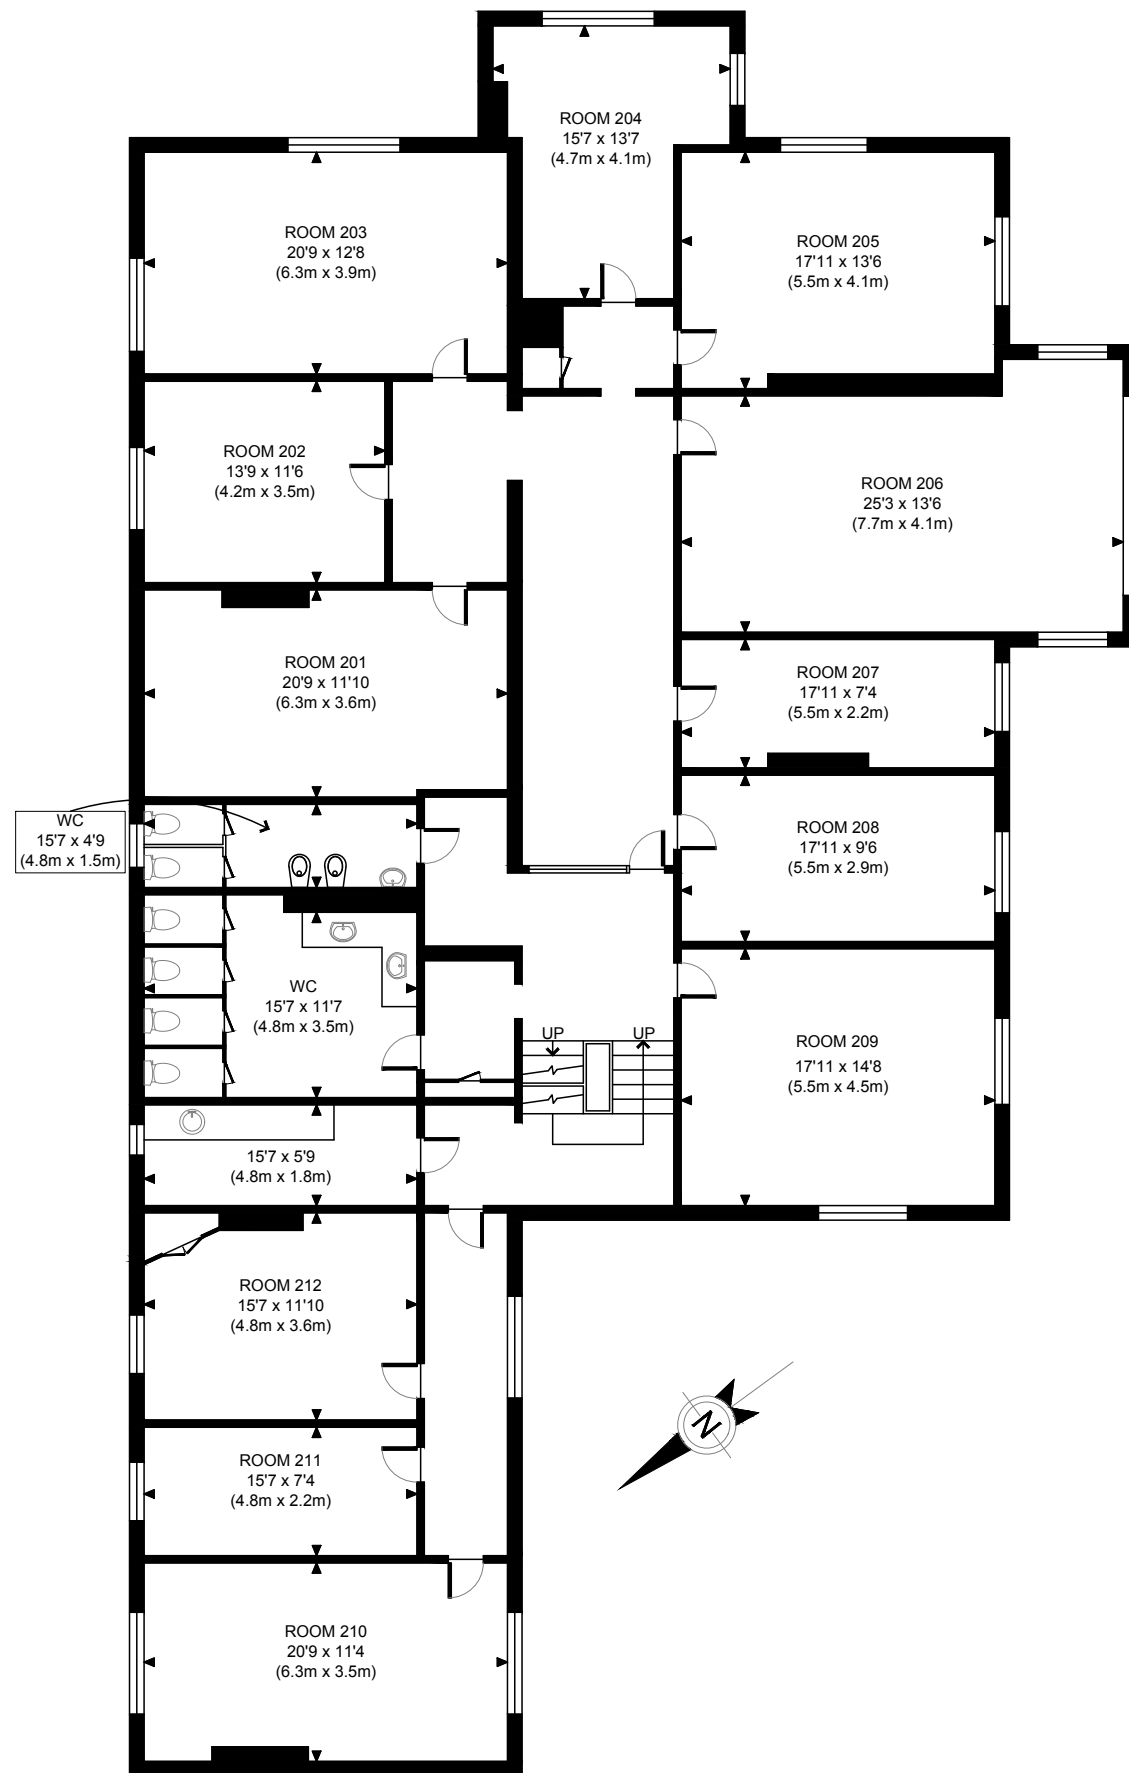 ROOM 204
15'7 x 13'7
(4.7m x 4.1m)
ROOM 203
20'9 x 12'8
(6.3m x 3.9m)
ROOM 205
17'11 x 13'6
(5.5m x 4.1m)
ROOM 202
13'9 x 11'6
(4.2m x 3.5m)
ROOM 206
25'3 x 13'6
(7.7m x 4.1m)
ROOM 201
20'9 x 11'10
(6.3m x 3.6m)
ROOM 207
17'11 x 7'4
(5.5m x 2.2m)
WC
15'7 x 4'9
(4.8m x 1.5m)
ROOM 208
17'11 x 9'6
(5.5m x 2.9m)
WC
15'7 x 11'7
(4.8m x 3.5m)
UP
UP
ROOM 209
17'11 x 14'8
(5.5m x 4.5m)
15'7 x 5'9
(4.8m x 1.8m)
ROOM 212
15'7 x 11'10
(4.8m x 3.6m)
N
ROOM 211
15'7 x 7'4
(4.8m x 2.2m)
ROOM 210
20'9 x 11'4
(6.3m x 3.5m)